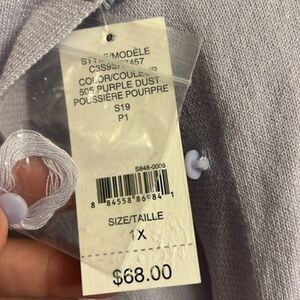 STYLE/MODÈLE
COLOR/COULEUR
505 PURPLE DUST
POUSSIÈRE POURPRE
S19
P1
S848-0003
8 84558 86984 1
SIZE/TAILLE
1X
$68.00